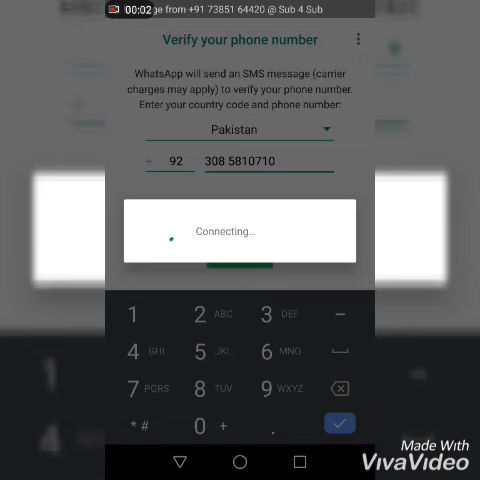 00:02 ge from +91 73851 64420 @ Sub 4 Sub
Verify your phone number
WhatsApp will send an SMS message (carrier
charges may apply) to verify your phone number.
Enter your country code and phone number:
Pakistan
+ 92 308 5810710
Connecting...
1 2 ABC 3 DEF –
4 GHI 5 JKL 6 MNO
7 PQRS 8 TUV 9 WXYZ
* # 0 + .
Made With
VivaVideo